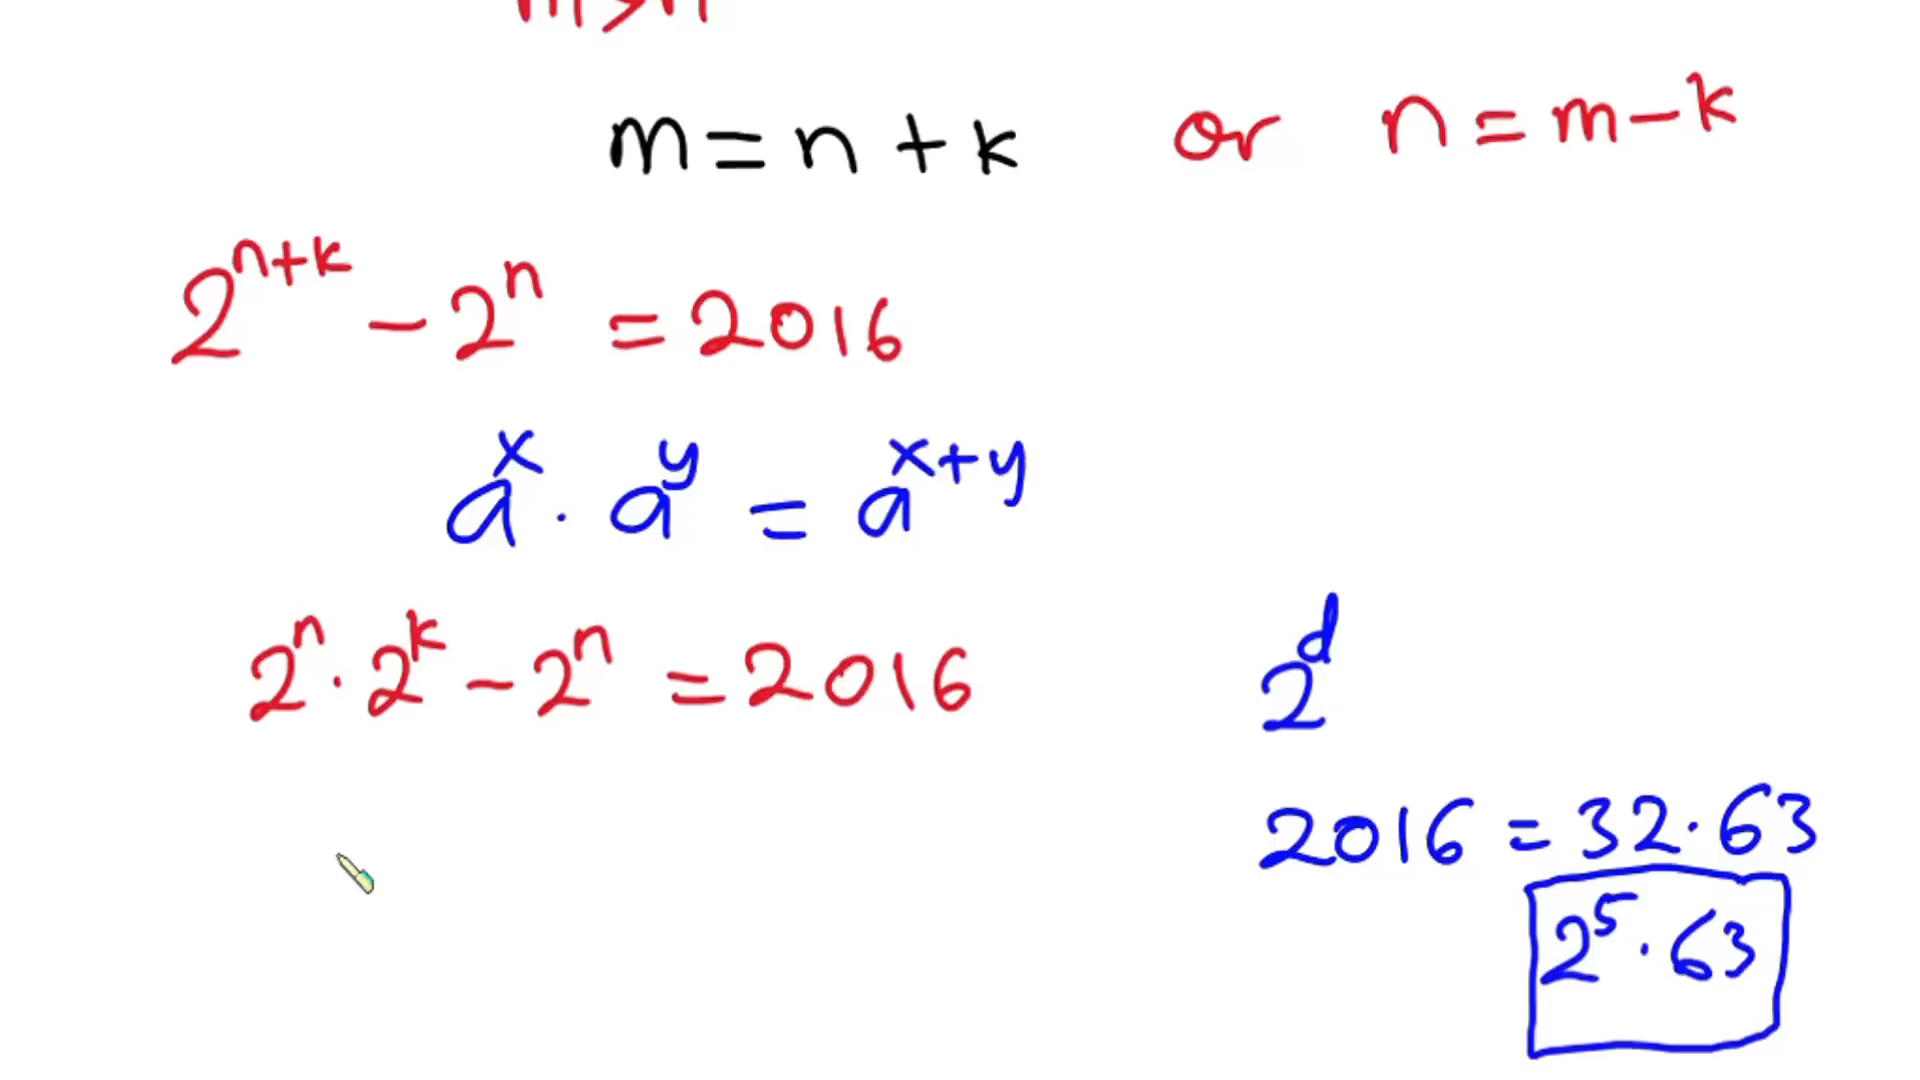 m>n
m = n + k or n = m - k
2^{n+k} - 2^n = 2016
a^x · a^y = a^{x+y}
2^n · 2^k - 2^n = 2016
2^d
2016 = 32 · 63
2^5 · 63